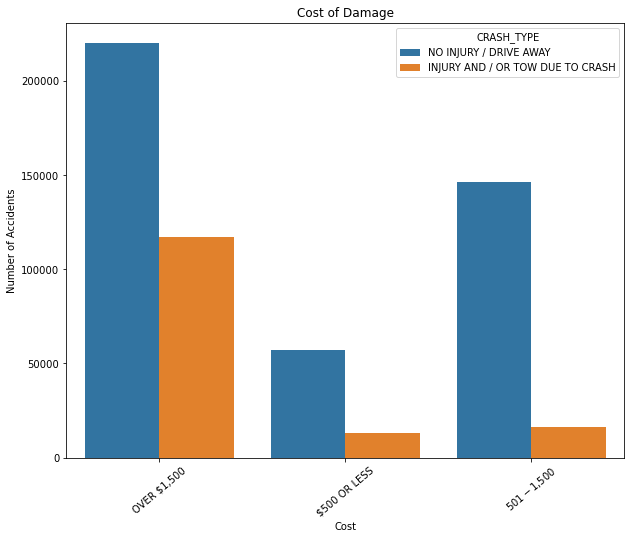 Cost of Damage
CRASH_TYPE
NO INJURY / DRIVE AWAY
INJURY AND / OR TOW DUE TO CRASH
200000
150000
100000
50000
0
Number of Accidents
OVER $1,500
$500 OR LESS
501 − 1,500
Cost